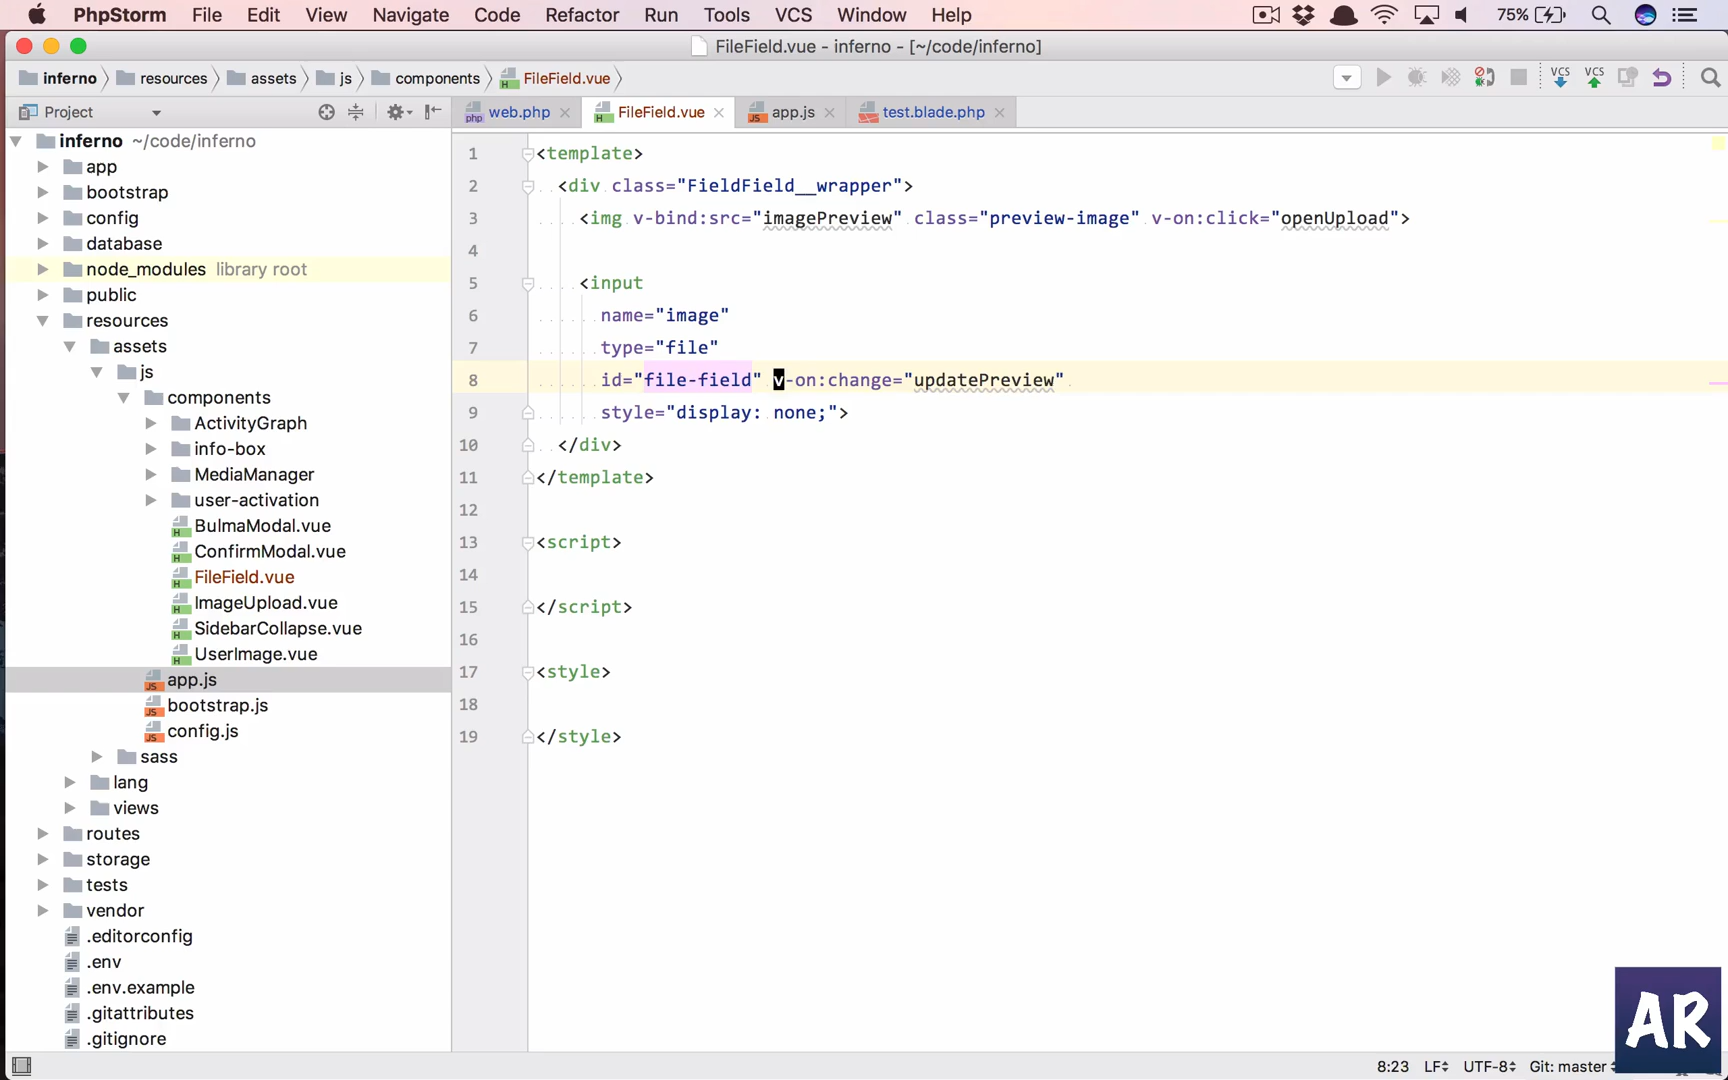 PhpStorm File Edit View Navigate Code Refactor Run Tools VCS Window Help 75%
FileField.vue - inferno - [~/code/inferno]
inferno resources assets js components FileField.vue VCS VCS
Project
web.php FileField.vue app.js test.blade.php
inferno ~/code/inferno
app
bootstrap
config
database
node_modules library root
public
resources
assets
js
components
ActivityGraph
info-box
MediaManager
user-activation
BulmaModal.vue
ConfirmModal.vue
FileField.vue
ImageUpload.vue
SidebarCollapse.vue
UserImage.vue
app.js
bootstrap.js
config.js
sass
lang
views
routes
storage
tests
vendor
.editorconfig
.env
.env.example
.gitattributes
.gitignore
1 <template>
2 <div class="FieldField__wrapper">
3 <img v-bind:src="imagePreview" class="preview-image" v-on:click="openUpload">
4
5 <input
6 name="image"
7 type="file"
8 id="file-field" v-on:change="updatePreview"
9 style="display: none;">
10 </div>
11 </template>
12
13 <script>
14
15 </script>
16
17 <style>
18
19 </style>
AR
8:23 LF UTF-8 Git: master